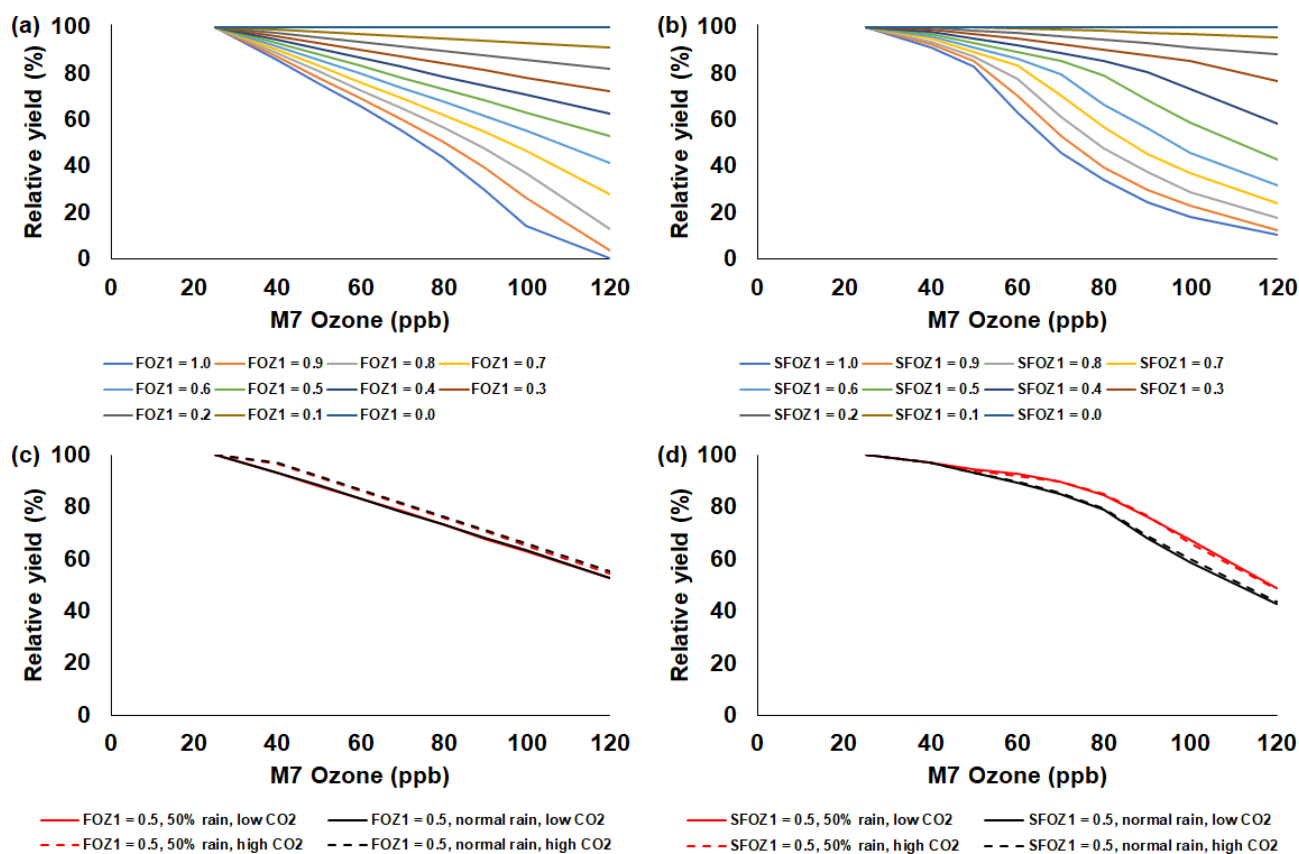 (a)
100
80
60
40
20
0
Relative yield (%)
0 20 40 60 80 100 120
M7 Ozone (ppb)
FOZ1 = 1.0 FOZ1 = 0.9 FOZ1 = 0.8 FOZ1 = 0.7
FOZ1 = 0.6 FOZ1 = 0.5 FOZ1 = 0.4 FOZ1 = 0.3
FOZ1 = 0.2 FOZ1 = 0.1 FOZ1 = 0.0
(b)
100
80
60
40
20
0
Relative yield (%)
0 20 40 60 80 100 120
M7 Ozone (ppb)
SFOZ1 = 1.0 SFOZ1 = 0.9 SFOZ1 = 0.8 SFOZ1 = 0.7
SFOZ1 = 0.6 SFOZ1 = 0.5 SFOZ1 = 0.4 SFOZ1 = 0.3
SFOZ1 = 0.2 SFOZ1 = 0.1 SFOZ1 = 0.0
(c)
100
80
60
40
20
0
Relative yield (%)
0 20 40 60 80 100 120
M7 Ozone (ppb)
FOZ1 = 0.5, 50% rain, low CO2 FOZ1 = 0.5, normal rain, low CO2
FOZ1 = 0.5, 50% rain, high CO2 FOZ1 = 0.5, normal rain, high CO2
(d)
100
80
60
40
20
0
Relative yield (%)
0 20 40 60 80 100 120
M7 Ozone (ppb)
SFOZ1 = 0.5, 50% rain, low CO2 SFOZ1 = 0.5, normal rain, low CO2
SFOZ1 = 0.5, 50% rain, high CO2 SFOZ1 = 0.5, normal rain, high CO2